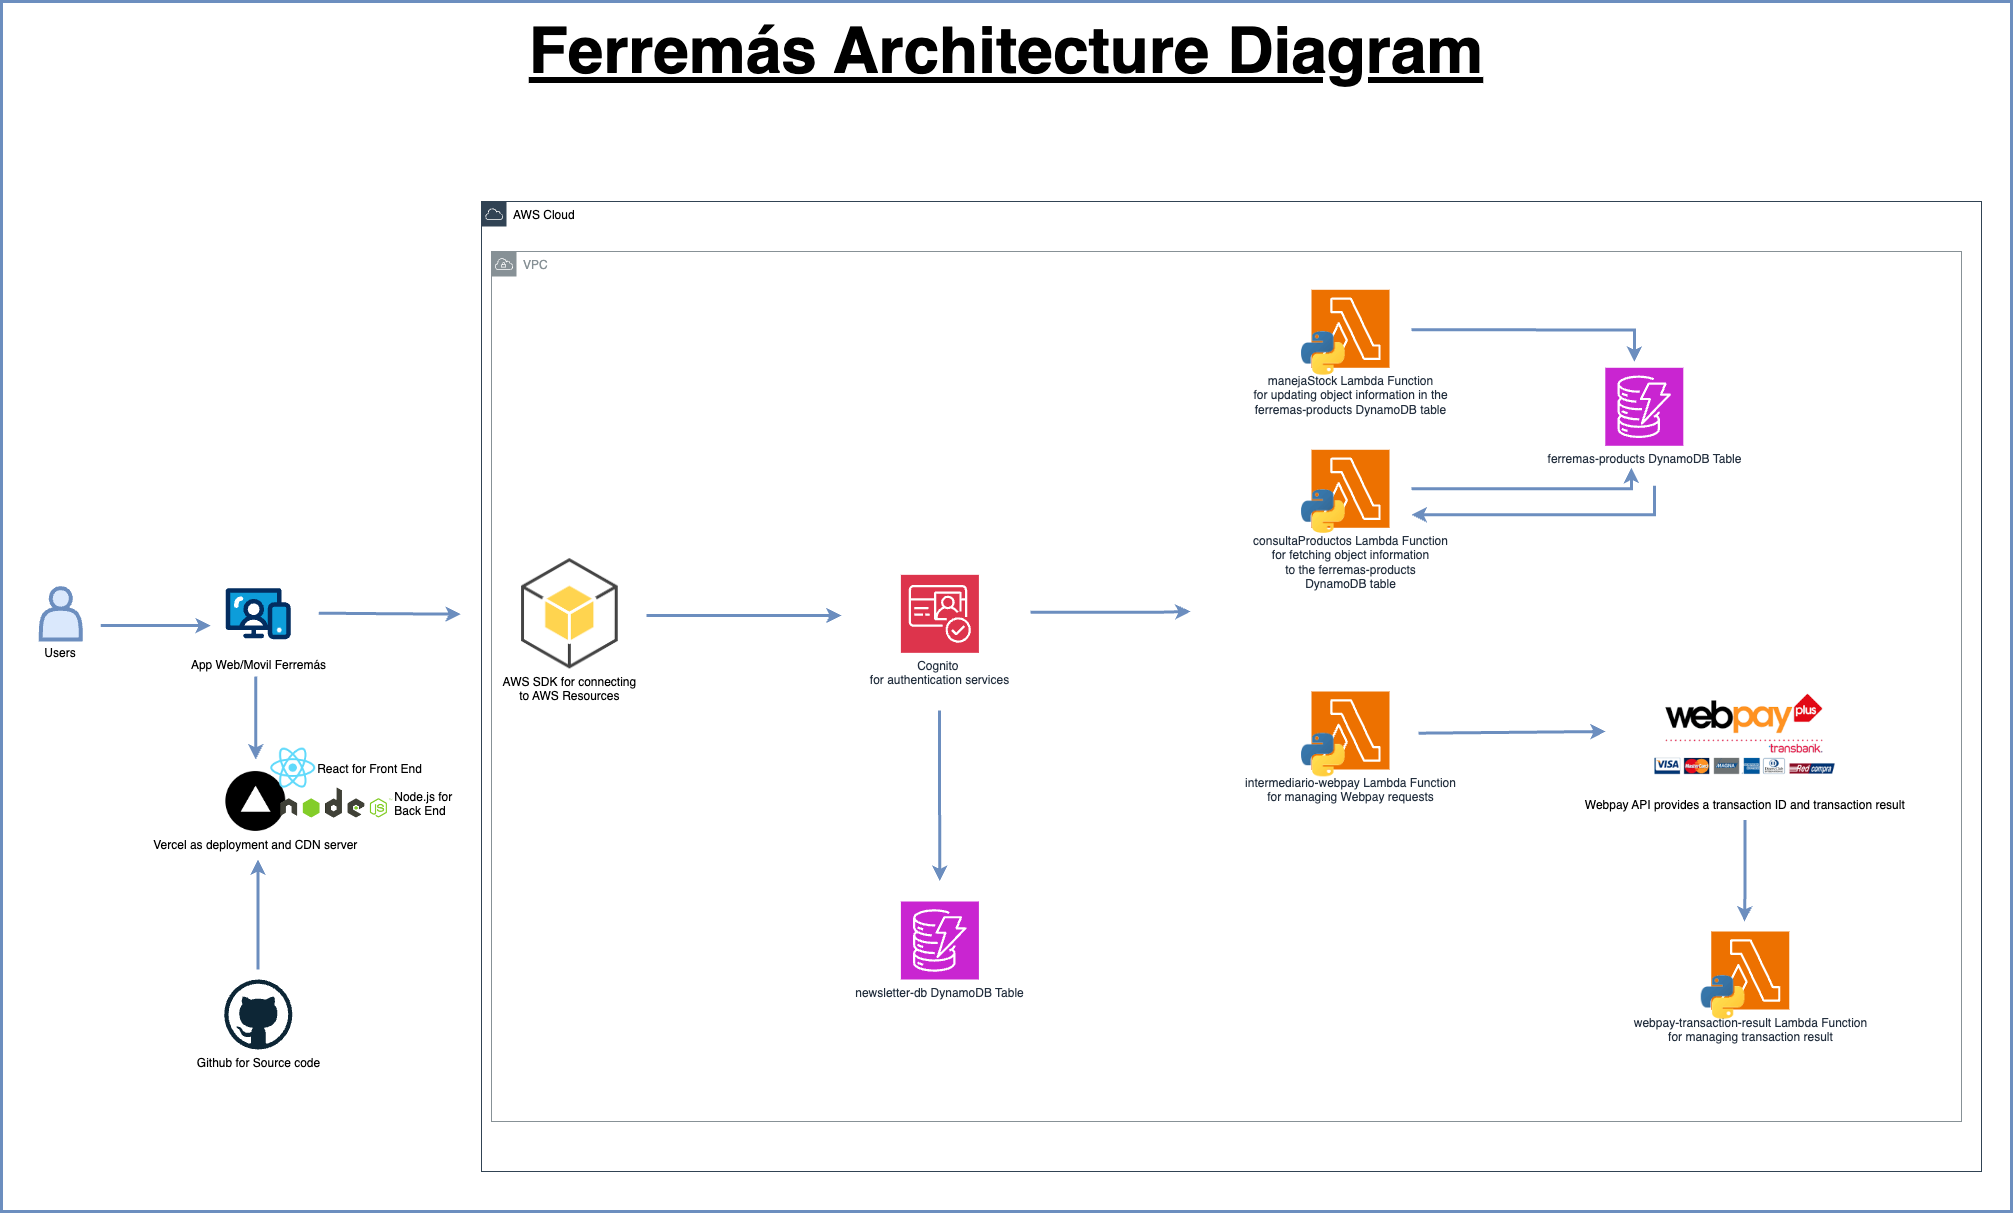 Ferremás Architecture Diagram
AWS Cloud
VPC
manejaStock Lambda Function
for updating object information in the
ferremas-products DynamoDB table
ferremas-products DynamoDB Table
consultaProductos Lambda Function
for fetching object information
to the ferremas-products
DynamoDB table
Users
App Web/Movil Ferremás
AWS SDK for connecting
to AWS Resources
Cognito
for authentication services
React for Front End
node
JS
Node.js for
Back End
Vercel as deployment and CDN server
Github for Source code
newsletter-db DynamoDB Table
intermediario-webpay Lambda Function
for managing Webpay requests
webpay plus
transbank.
VISA MasterCard MAGNA Red compra
Webpay API provides a transaction ID and transaction result
webpay-transaction-result Lambda Function
for managing transaction result